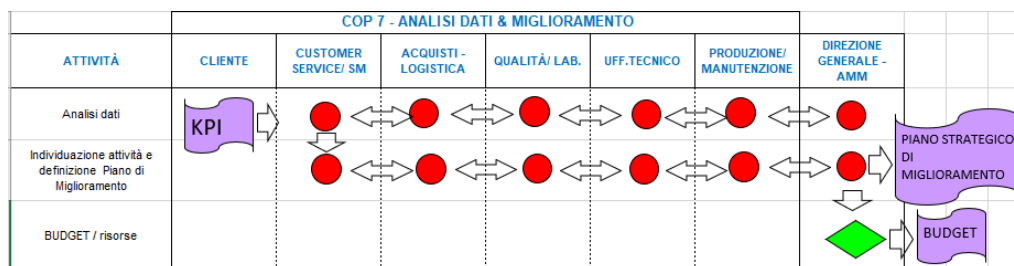 COP 7 - ANALISI DATI & MIGLIORAMENTO
ATTIVITÀ
CLIENTE
CUSTOMER
SERVICE/ SM
ACQUISTI -
LOGISTICA
QUALITÀ/ LAB.
UFF.TECNICO
PRODUZIONE/
MANUTENZIONE
DIREZIONE
GENERALE -
AMM
Analisi dati
KPI
Individuazione attività e
definizione Piano di
Miglioramento
PIANO STRATEGICO
DI
MIGLIORAMENTO
BUDGET / risorse
BUDGET